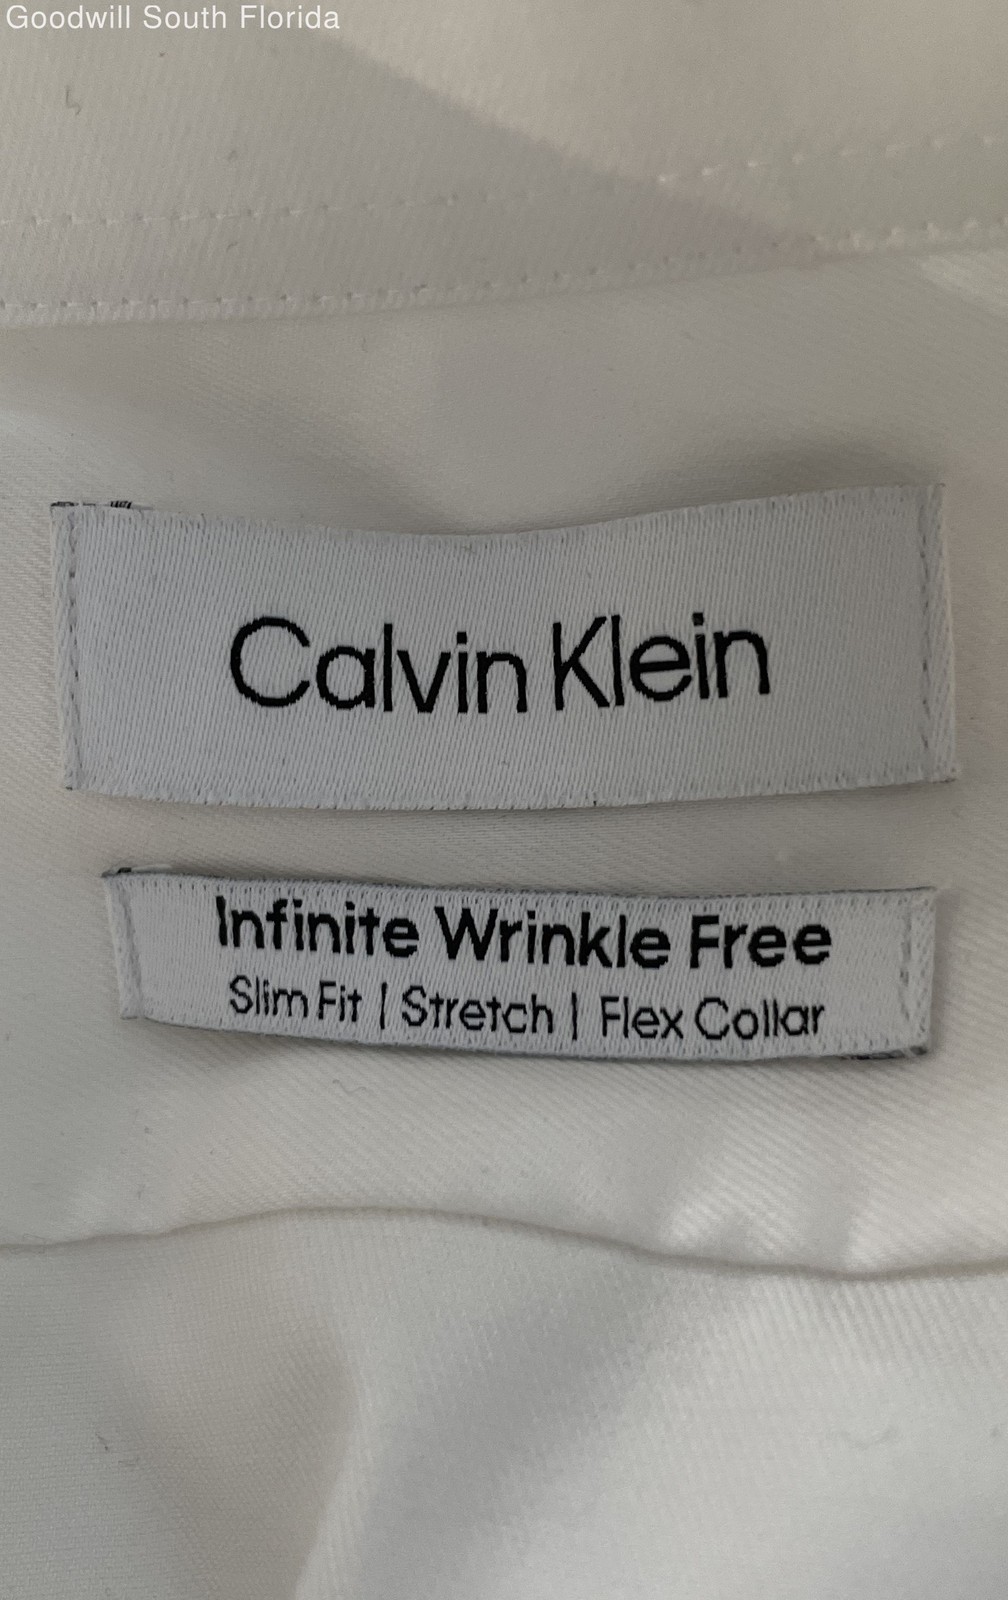 Goodwill South Florida
Calvin Klein
Infinite Wrinkle Free
Slim Fit | Stretch | Flex Collar